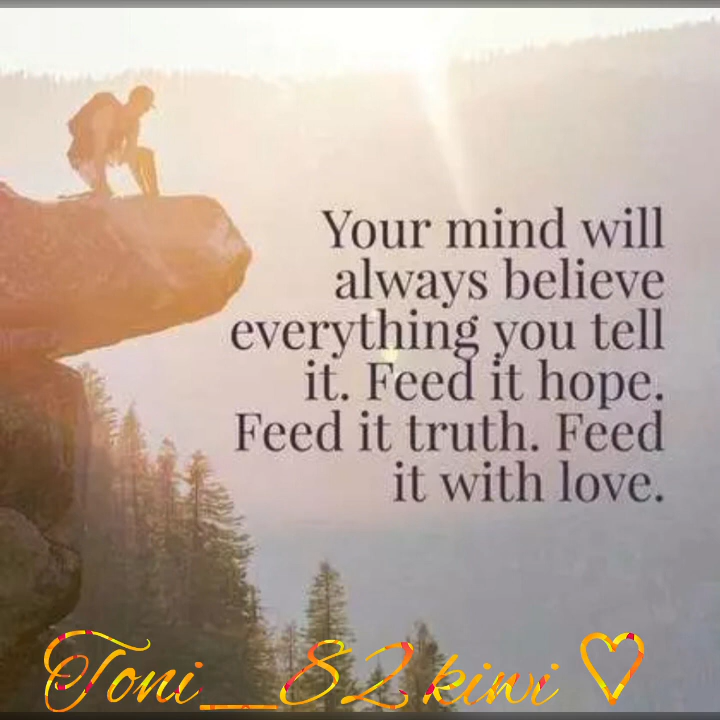 Your mind will
always believe
everything you tell
it. Feed it hope.
Feed it truth. Feed
it with love.
Toni__82 kiwi ♡